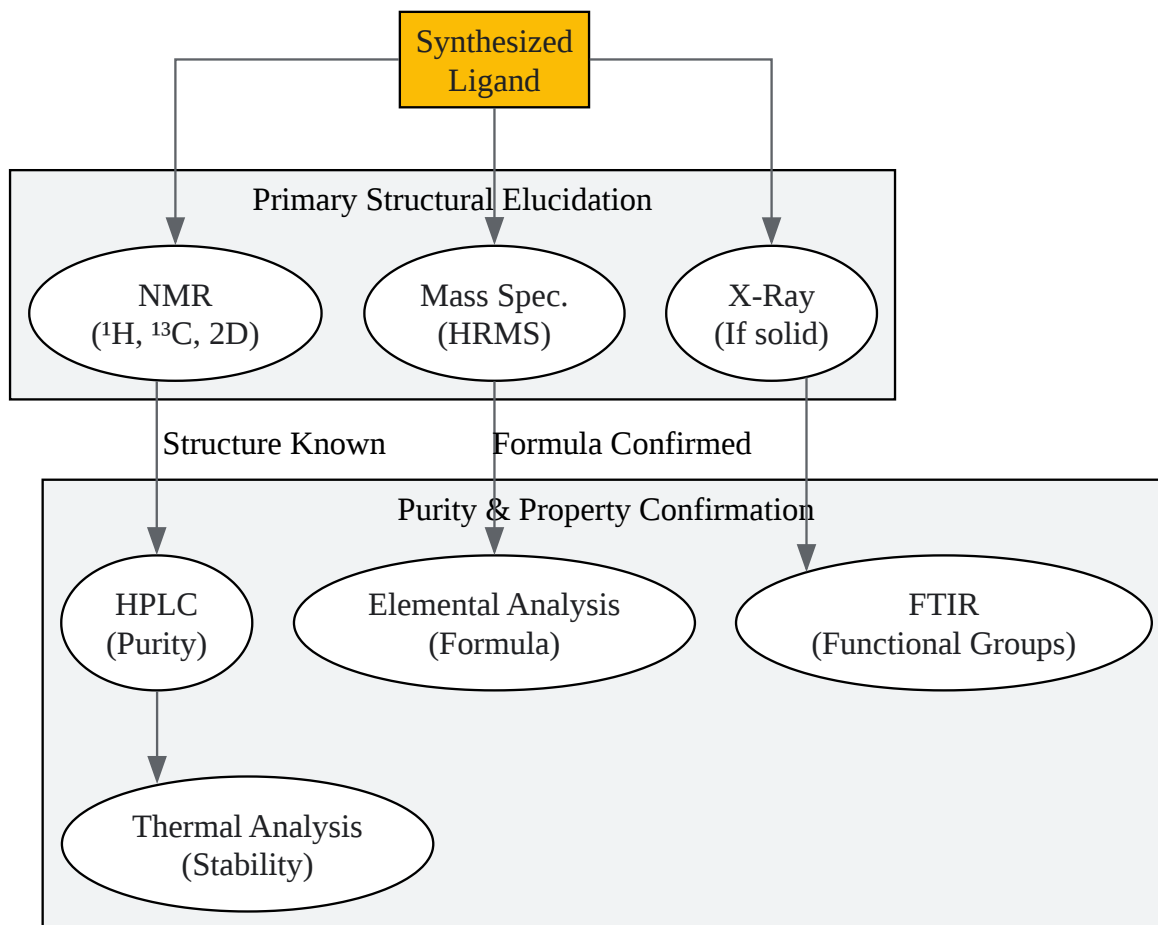 Synthesized
Ligand
Primary Structural Elucidation
NMR
(¹H, ¹³C, 2D)
Mass Spec.
(HRMS)
X-Ray
(If solid)
Structure Known
Formula Confirmed
Purity & Property Confirmation
HPLC
(Purity)
Elemental Analysis
(Formula)
FTIR
(Functional Groups)
Thermal Analysis
(Stability)